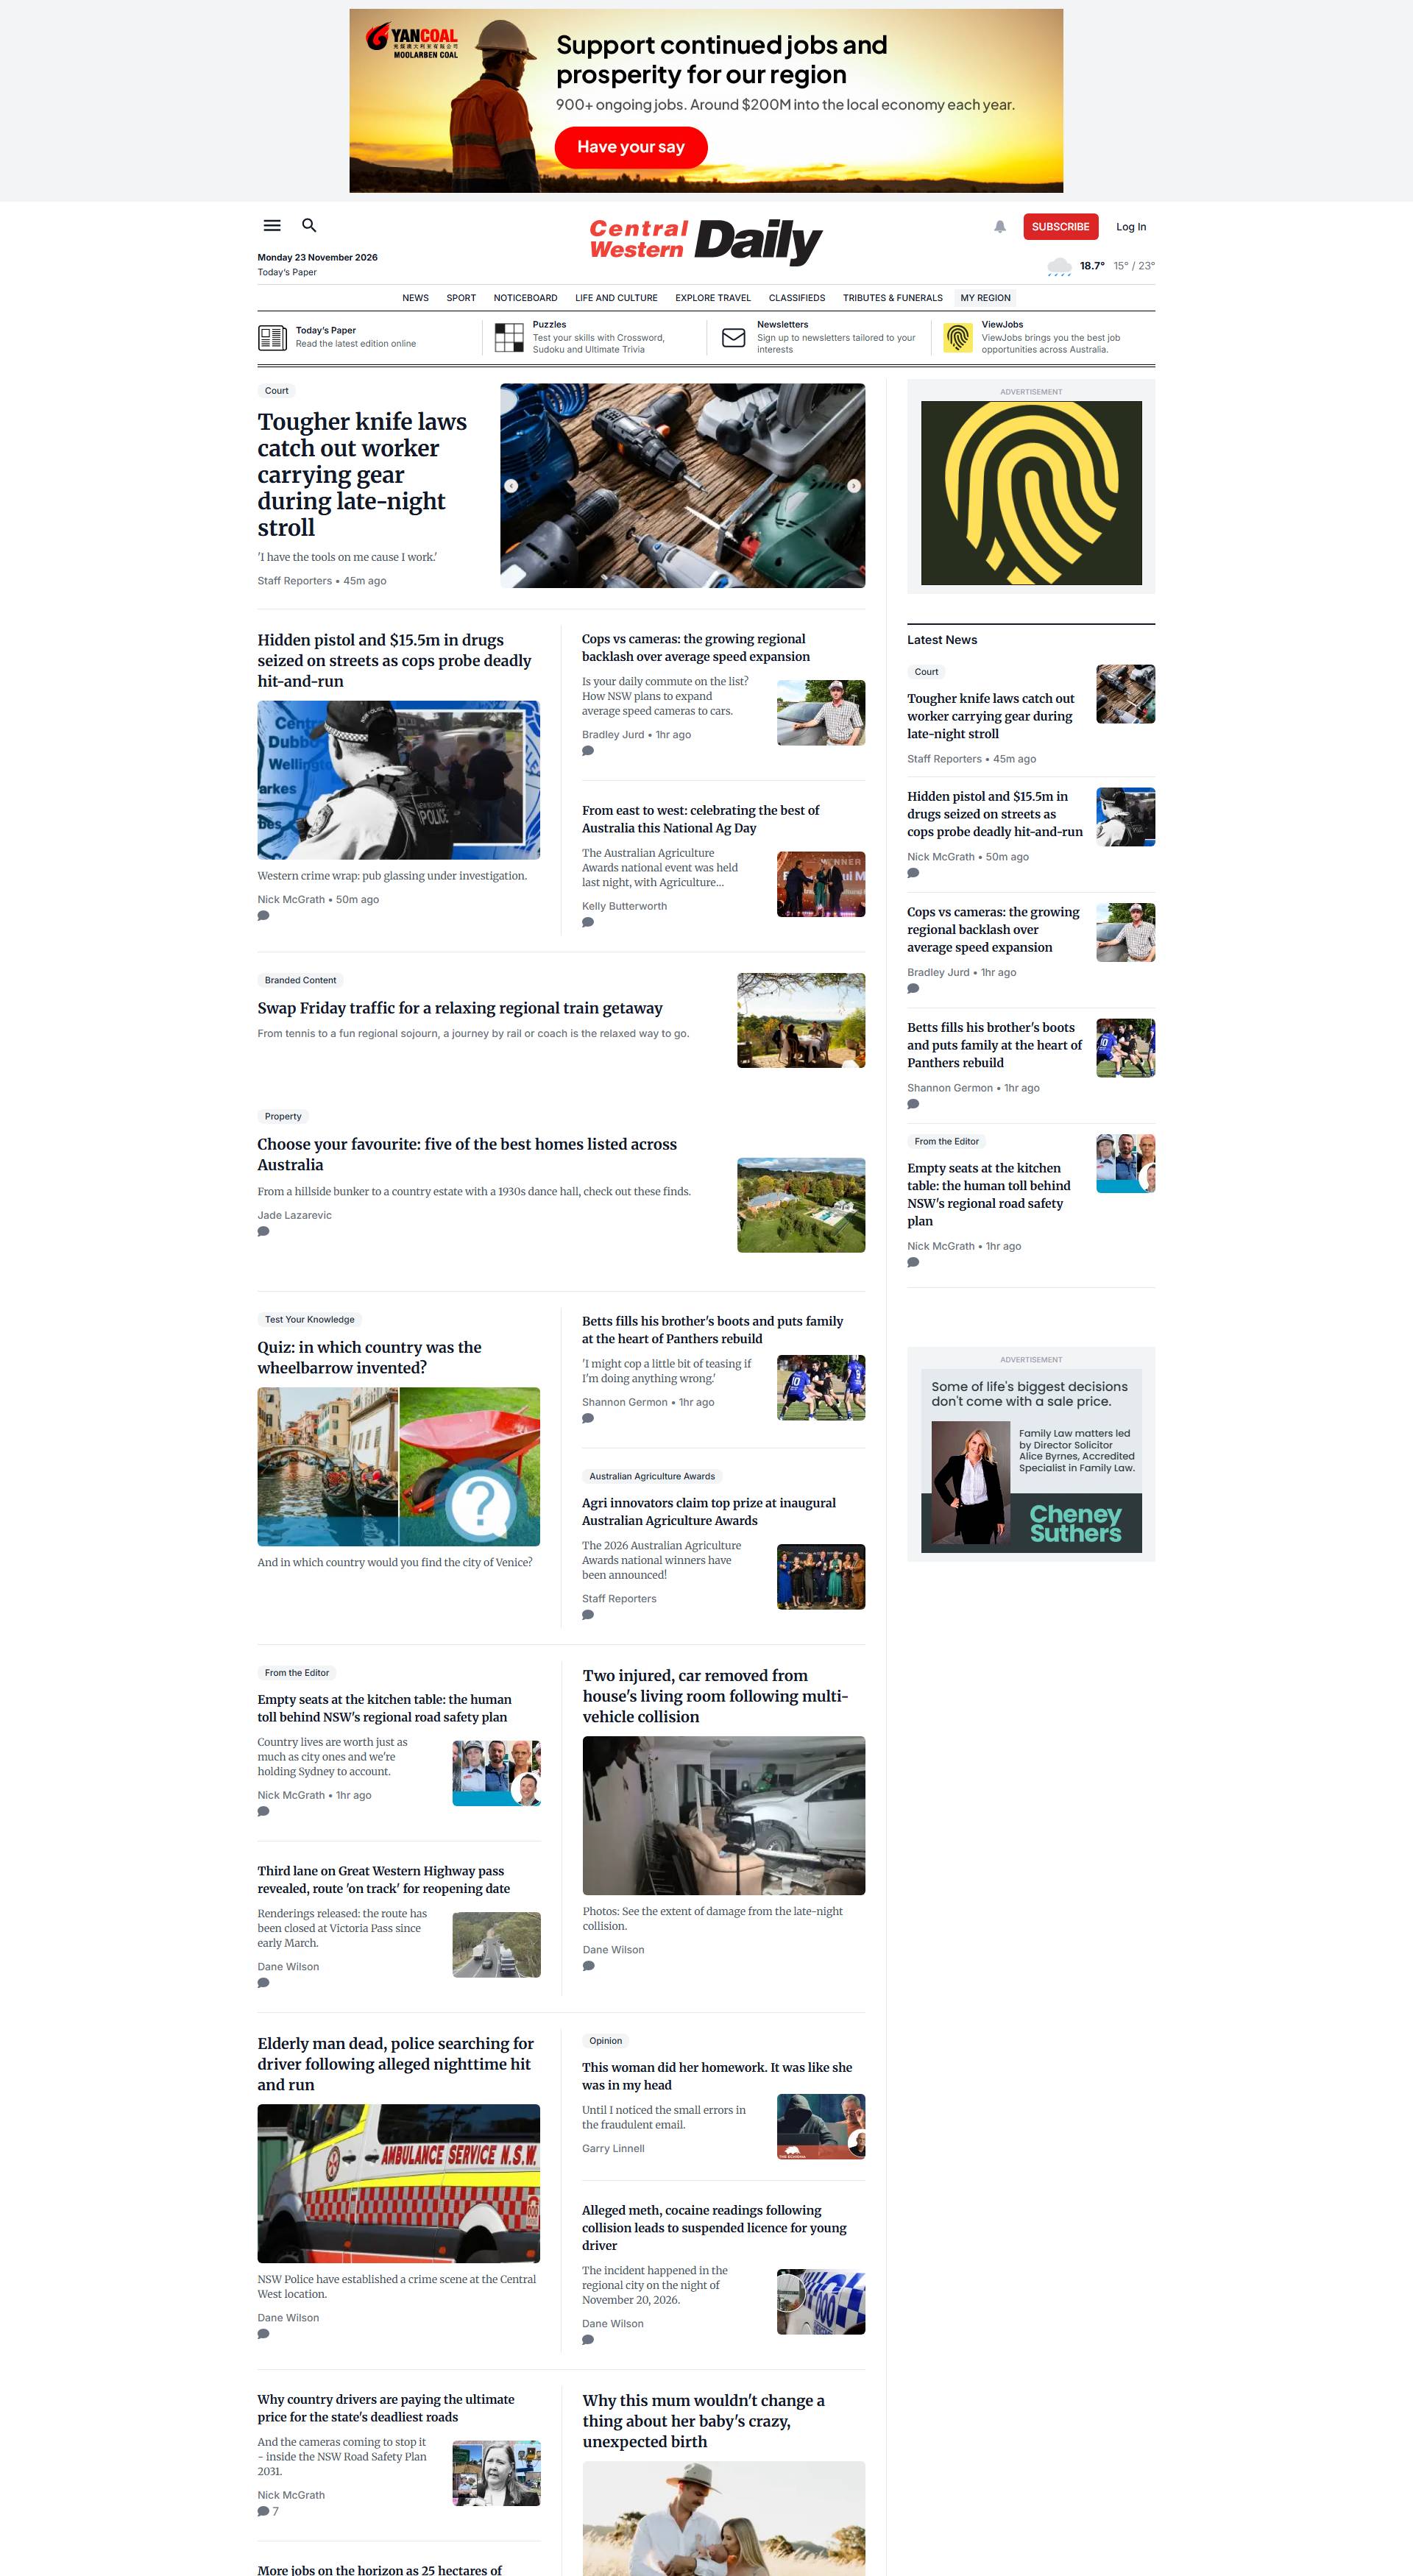 YANCOAL
MOOLARBEN COAL
Support continued jobs and
prosperity for our region
900+ ongoing jobs. Around $200M into the local economy each year.
Have your say
Central
Western
Daily
SUBSCRIBE
Log In
Monday 23 November 2026
Today's Paper
18.7° 15° / 23°
NEWS SPORT NOTICEBOARD LIFE AND CULTURE EXPLORE TRAVEL CLASSIFIEDS TRIBUTES & FUNERALS MY REGION
Today's Paper
Read the latest edition online
Puzzles
Test your skills with Crossword,
Sudoku and Ultimate Trivia
Newsletters
Sign up to newsletters tailored to your
interests
ViewJobs
ViewJobs brings you the best job
opportunities across Australia.
Court
Tougher knife laws
catch out worker
carrying gear
during late-night
stroll
'I have the tools on me cause I work.'
Staff Reporters • 45m ago
Hidden pistol and $15.5m in drugs
seized on streets as cops probe deadly
hit-and-run
POLICE
Western crime wrap: pub glassing under investigation.
Nick McGrath • 50m ago
Cops vs cameras: the growing regional
backlash over average speed expansion
Is your daily commute on the list?
How NSW plans to expand
average speed cameras to cars.
Bradley Jurd • 1hr ago
From east to west: celebrating the best of
Australia this National Ag Day
The Australian Agriculture
Awards national event was held
last night, with Agriculture...
Kelly Butterworth
Branded Content
Swap Friday traffic for a relaxing regional train getaway
From tennis to a fun regional sojourn, a journey by rail or coach is the relaxed way to go.
Property
Choose your favourite: five of the best homes listed across
Australia
From a hillside bunker to a country estate with a 1930s dance hall, check out these finds.
Jade Lazarevic
Test Your Knowledge
Quiz: in which country was the
wheelbarrow invented?
?
And in which country would you find the city of Venice?
Betts fills his brother's boots and puts family
at the heart of Panthers rebuild
'I might cop a little bit of teasing if
I'm doing anything wrong.'
Shannon Germon • 1hr ago
Australian Agriculture Awards
Agri innovators claim top prize at inaugural
Australian Agriculture Awards
The 2026 Australian Agriculture
Awards national winners have
been announced!
Staff Reporters
From the Editor
Empty seats at the kitchen table: the human
toll behind NSW's regional road safety plan
Country lives are worth just as
much as city ones and we're
holding Sydney to account.
Nick McGrath • 1hr ago
Third lane on Great Western Highway pass
revealed, route 'on track' for reopening date
Renderings released: the route has
been closed at Victoria Pass since
early March.
Dane Wilson
Two injured, car removed from
house's living room following multi-
vehicle collision
Photos: See the extent of damage from the late-night
collision.
Dane Wilson
Elderly man dead, police searching for
driver following alleged nighttime hit
and run
AMBULANCE SERVICE N.S.W.
NSW Police have established a crime scene at the Central
West location.
Dane Wilson
Opinion
This woman did her homework. It was like she
was in my head
Until I noticed the small errors in
the fraudulent email.
Garry Linnell
Alleged meth, cocaine readings following
collision leads to suspended licence for young
driver
The incident happened in the
regional city on the night of
November 20, 2026.
Dane Wilson
Why country drivers are paying the ultimate
price for the state's deadliest roads
And the cameras coming to stop it
- inside the NSW Road Safety Plan
2031.
Nick McGrath
7
More jobs on the horizon as 25 hectares of
Why this mum wouldn't change a
thing about her baby's crazy,
unexpected birth
ADVERTISEMENT
Latest News
Court
Tougher knife laws catch out
worker carrying gear during
late-night stroll
Staff Reporters • 45m ago
Hidden pistol and $15.5m in
drugs seized on streets as
cops probe deadly hit-and-run
Nick McGrath • 50m ago
Cops vs cameras: the growing
regional backlash over
average speed expansion
Bradley Jurd • 1hr ago
Betts fills his brother's boots
and puts family at the heart of
Panthers rebuild
Shannon Germon • 1hr ago
From the Editor
Empty seats at the kitchen
table: the human toll behind
NSW's regional road safety
plan
Nick McGrath • 1hr ago
ADVERTISEMENT
Some of life's biggest decisions
don't come with a sale price.
Family Law matters led
by Director Solicitor
Alice Byrnes, Accredited
Specialist in Family Law.
Cheney
Suthers